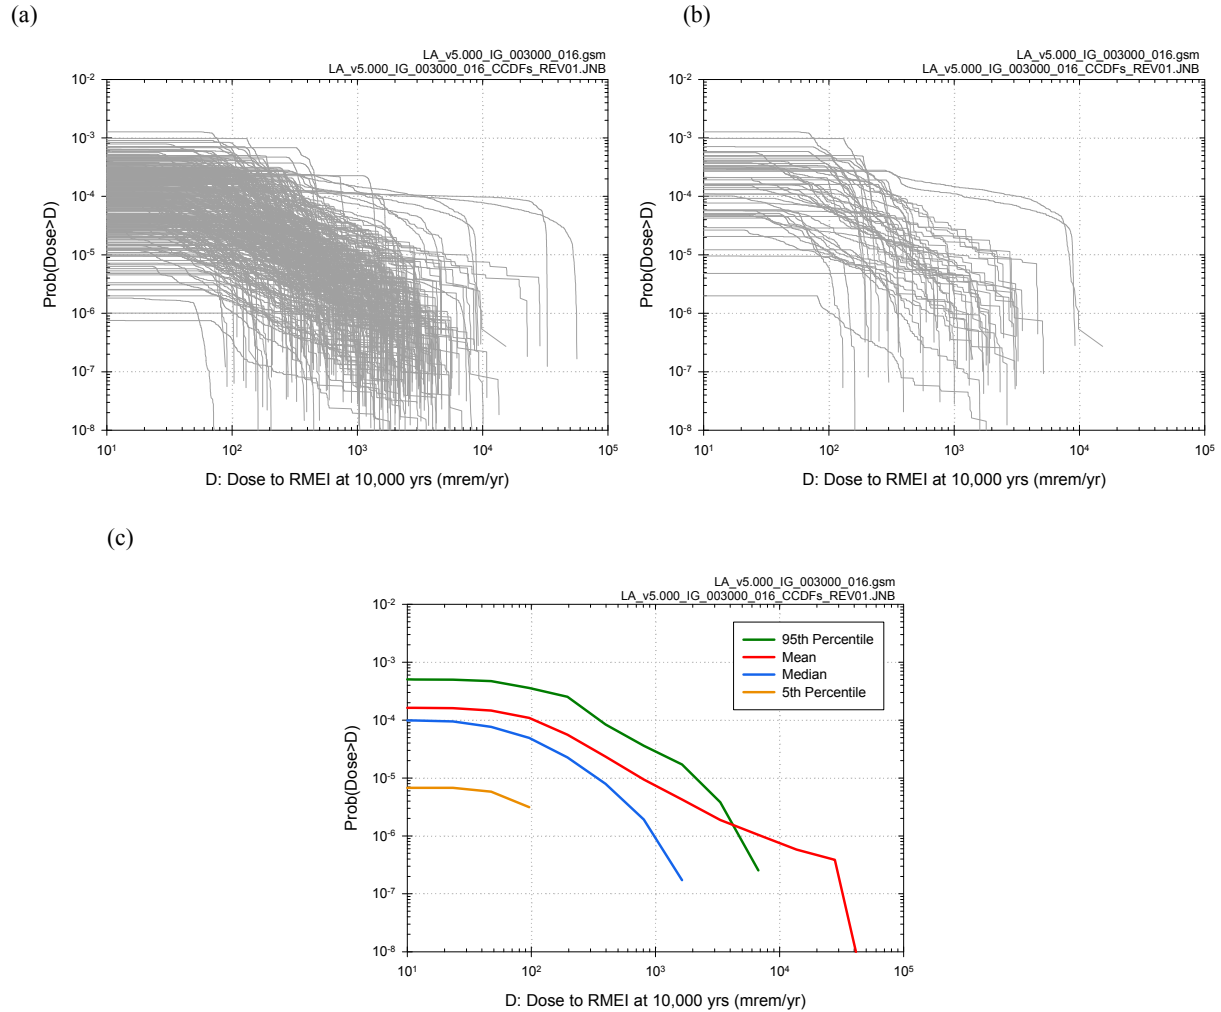 (a)
(b)
LA_v5.000_IG_003000_016.gsm
LA_v5.000_IG_003000_016_CCDFs_REV01.JNB
10⁻²
10⁻³
10⁻⁴
10⁻⁵
10⁻⁶
10⁻⁷
10⁻⁸
Prob(Dose>D)
10¹ 10² 10³ 10⁴ 10⁵
D: Dose to RMEI at 10,000 yrs (mrem/yr)
LA_v5.000_IG_003000_016.gsm
LA_v5.000_IG_003000_016_CCDFs_REV01.JNB
10⁻²
10⁻³
10⁻⁴
10⁻⁵
10⁻⁶
10⁻⁷
10⁻⁸
Prob(Dose>D)
10¹ 10² 10³ 10⁴ 10⁵
D: Dose to RMEI at 10,000 yrs (mrem/yr)
(c)
LA_v5.000_IG_003000_016.gsm
LA_v5.000_IG_003000_016_CCDFs_REV01.JNB
10⁻²
10⁻³
10⁻⁴
10⁻⁵
10⁻⁶
10⁻⁷
10⁻⁸
Prob(Dose>D)
95th Percentile
Mean
Median
5th Percentile
10¹ 10² 10³ 10⁴ 10⁵
D: Dose to RMEI at 10,000 yrs (mrem/yr)